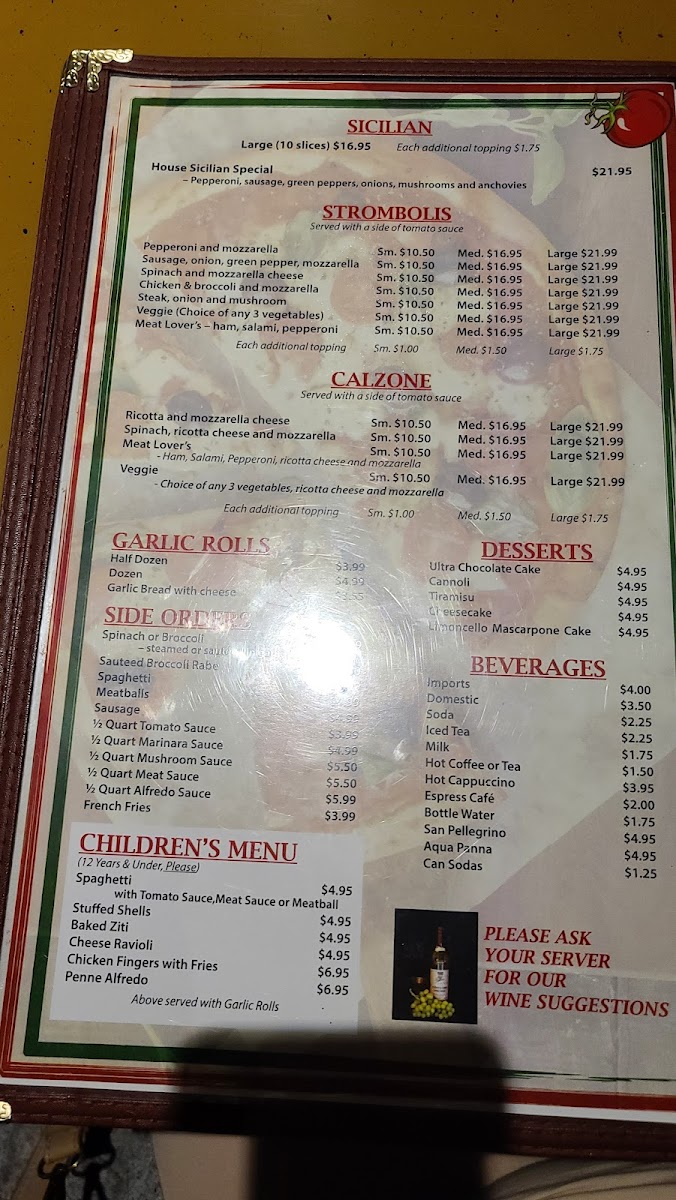 SICILIAN
Large (10 slices) $16.95 Each additional topping $1.75
House Sicilian Special $21.95
– Pepperoni, sausage, green peppers, onions, mushrooms and anchovies
STROMBOLIS
Served with a side of tomato sauce
Pepperoni and mozzarella Sm. $10.50 Med. $16.95 Large $21.99
Sausage, onion, green pepper, mozzarella Sm. $10.50 Med. $16.95 Large $21.99
Spinach and mozzarella cheese Sm. $10.50 Med. $16.95 Large $21.99
Chicken & broccoli and mozzarella Sm. $10.50 Med. $16.95 Large $21.99
Steak, onion and mushroom Sm. $10.50 Med. $16.95 Large $21.99
Veggie (Choice of any 3 vegetables) Sm. $10.50 Med. $16.95 Large $21.99
Meat Lover's – ham, salami, pepperoni Sm. $10.50 Med. $16.95 Large $21.99
Each additional topping Sm. $1.00 Med. $1.50 Large $1.75
CALZONE
Served with a side of tomato sauce
Ricotta and mozzarella cheese Sm. $10.50 Med. $16.95 Large $21.99
Spinach, ricotta cheese and mozzarella Sm. $10.50 Med. $16.95 Large $21.99
Meat Lover's Sm. $10.50 Med. $16.95 Large $21.99
- Ham, Salami, Pepperoni, ricotta cheese and mozzarella
Veggie Sm. $10.50 Med. $16.95 Large $21.99
- Choice of any 3 vegetables, ricotta cheese and mozzarella
Each additional topping Sm. $1.00 Med. $1.50 Large $1.75
GARLIC ROLLS
Half Dozen $3.99
Dozen $4.99
Garlic Bread with cheese
SIDE ORDERS
Spinach or Broccoli
– steamed or
Sauteed Broccoli Rabe
Spaghetti
Meatballs
Sausage $4.99
½ Quart Tomato Sauce $3.99
½ Quart Marinara Sauce $4.99
½ Quart Mushroom Sauce $5.50
½ Quart Meat Sauce $5.50
½ Quart Alfredo Sauce $5.99
French Fries $3.99
DESSERTS
Ultra Chocolate Cake $4.95
Cannoli $4.95
Tiramisu $4.95
Cheesecake $4.95
Limoncello Mascarpone Cake $4.95
BEVERAGES
Imports $4.00
Domestic $3.50
Soda $2.25
Iced Tea $2.25
Milk $1.75
Hot Coffee or Tea $1.50
Hot Cappuccino $3.95
Espress Café $2.00
Bottle Water $1.75
San Pellegrino $4.95
Aqua Panna $4.95
Can Sodas $1.25
CHILDREN'S MENU
(12 Years & Under, Please)
Spaghetti $4.95
with Tomato Sauce,Meat Sauce or Meatball
Stuffed Shells $4.95
Baked Ziti $4.95
Cheese Ravioli $4.95
Chicken Fingers with Fries $6.95
Penne Alfredo $6.95
Above served with Garlic Rolls
PLEASE ASK
YOUR SERVER
FOR OUR
WINE SUGGESTIONS